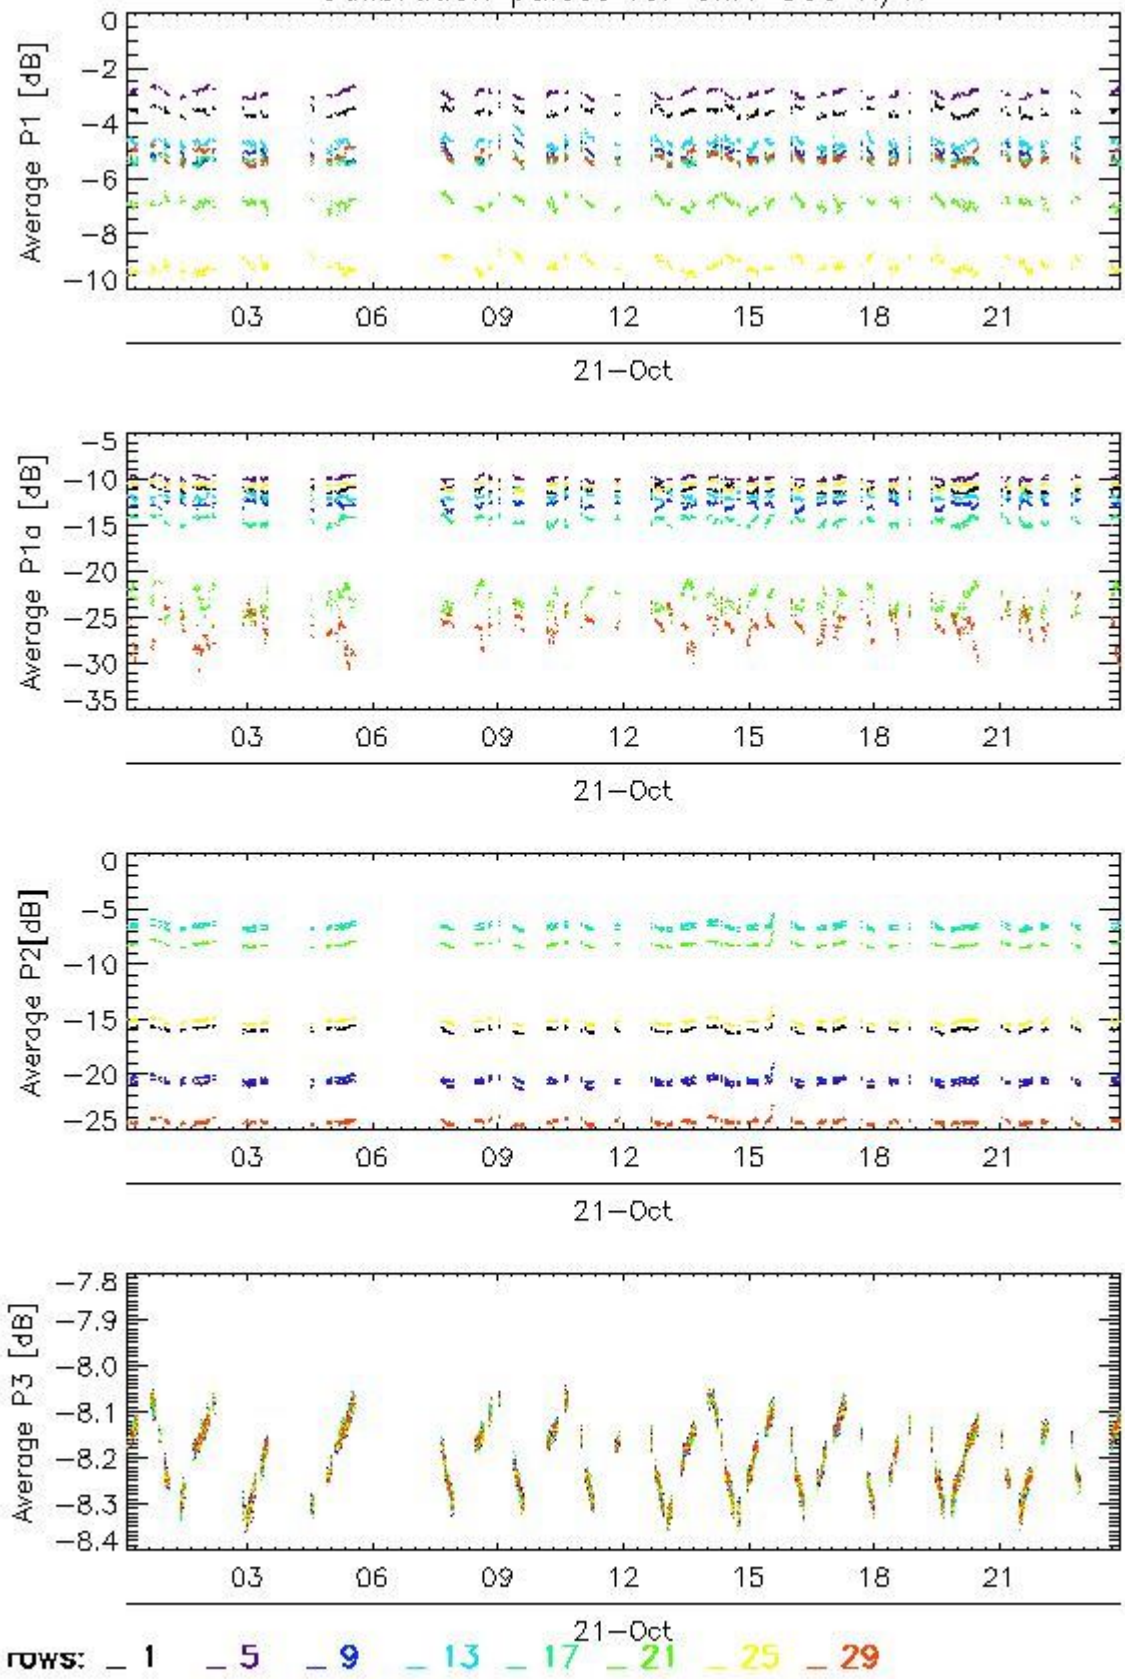 0
−2
−4
−6
−8
−10
Average P1 [dB]
03 06 09 12 15 18 21
21−Oct
−5
−10
−15
−20
−25
−30
−35
Average P1a [dB]
03 06 09 12 15 18 21
21−Oct
0
−5
−10
−15
−20
−25
Average P2[dB]
03 06 09 12 15 18 21
21−Oct
−7.8
−7.9
−8.0
−8.1
−8.2
−8.3
−8.4
Average P3 [dB]
03 06 09 12 15 18 21
21−Oct
rows: _ 1 _ 5 _ 9 _ 13 _ 17 _ 21 _ 25 _ 29